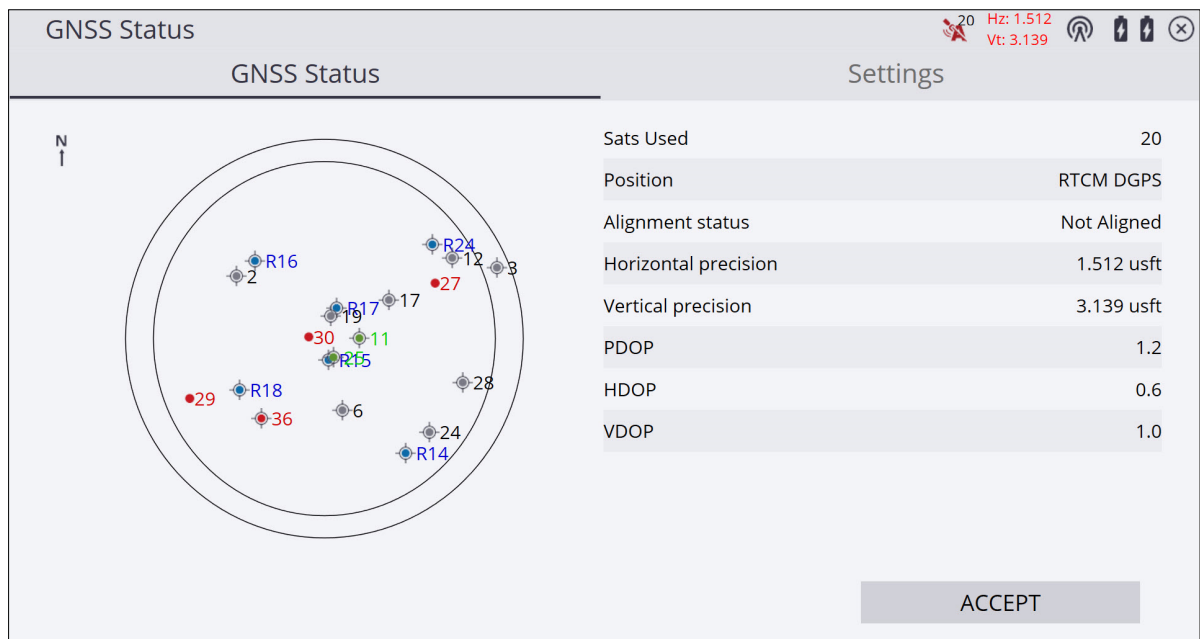 GNSS Status
20
Hz: 1.512
Vt: 3.139
GNSS Status
Settings
N
Sats Used 20
Position RTCM DGPS
Alignment status Not Aligned
Horizontal precision 1.512 usft
Vertical precision 3.139 usft
PDOP 1.2
HDOP 0.6
VDOP 1.0
R24
12
3
R16
2
27
17
R17
19
30
11
25
R15
28
R18
29
6
36
24
R14
ACCEPT